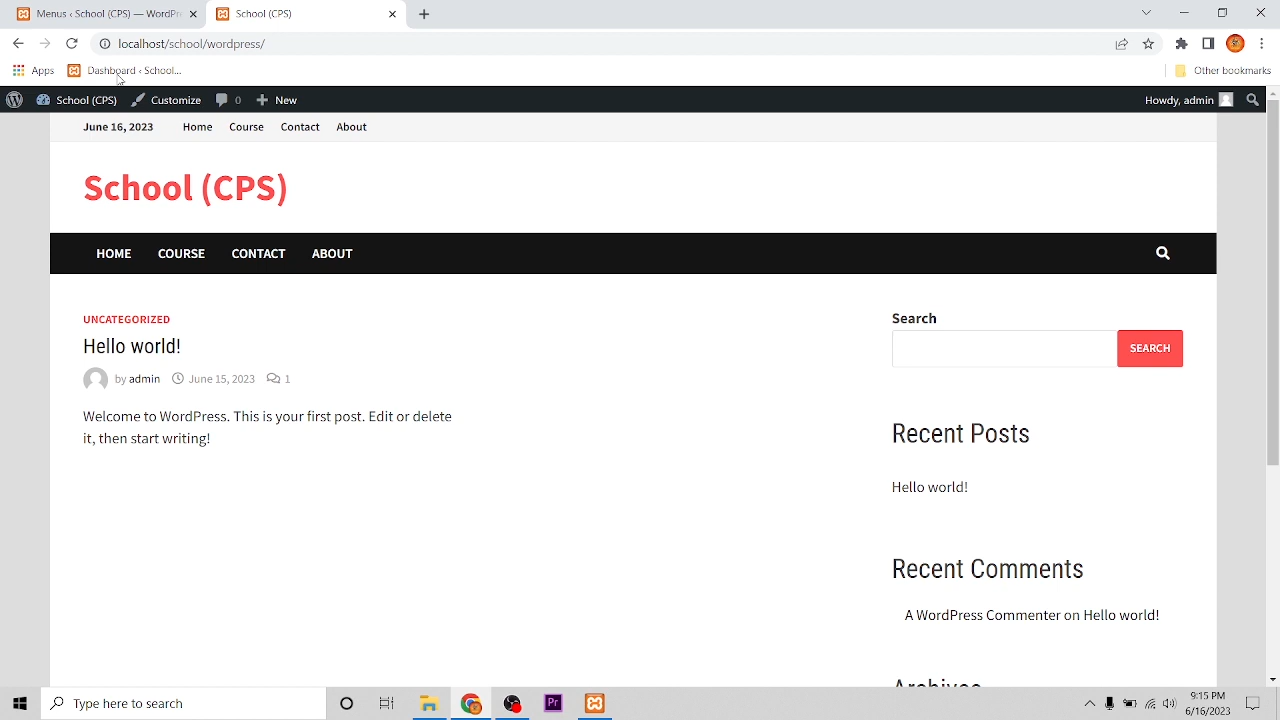 Menus ‹ School (CPS) — WordPr
School (CPS)
localhost/school/wordpress/
Apps
Dashboard ‹ School...
Other bookmarks
School (CPS)
Customize
0
New
Howdy, admin
June 16, 2023
Home
Course
Contact
About
School (CPS)
HOME
COURSE
CONTACT
ABOUT
UNCATEGORIZED
Hello world!
by admin
June 15, 2023
1
Welcome to WordPress. This is your first post. Edit or delete
it, then start writing!
Search
SEARCH
Recent Posts
Hello world!
Recent Comments
A WordPress Commenter on Hello world!
Archives
Type here to search
Pr
9:15 PM
6/16/2023